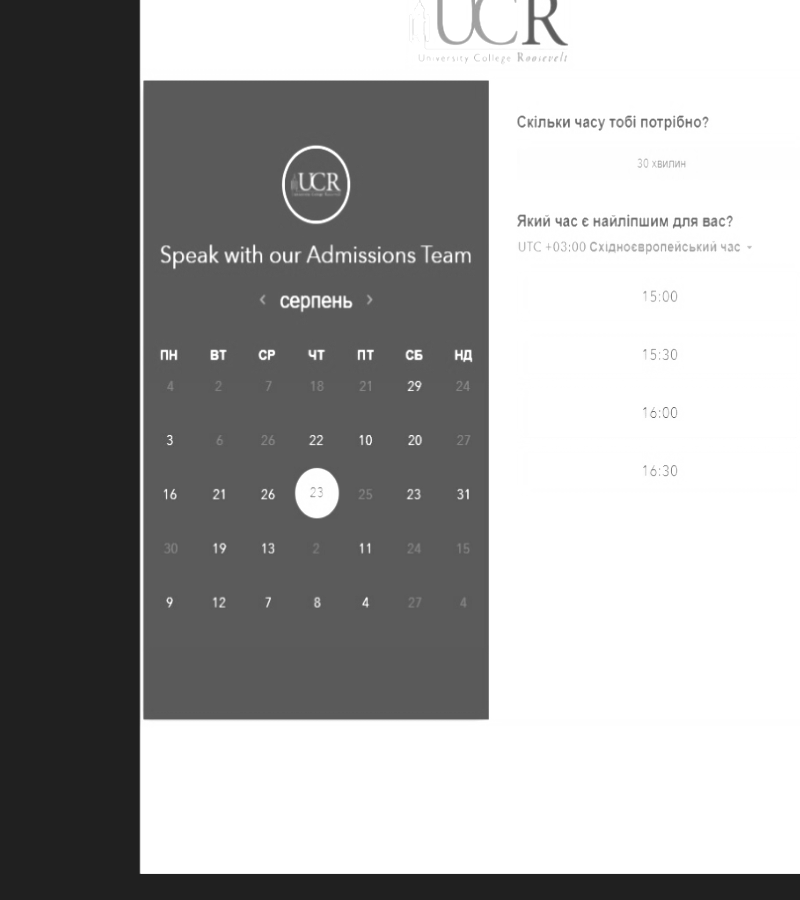 UCR
University College Roosevelt
UCR
Speak with our Admissions Team
‹ серпень ›
ПН ВТ СР ЧТ ПТ СБ НД
4 2 7 18 21 29 24
3 6 26 22 10 20 27
16 21 26 23 25 23 31
30 19 13 2 11 24 15
9 12 7 8 4 27 4
Скільки часу тобі потрібно?
30 хвилин
Який час є найліпшим для вас?
UTC +03:00 Східноєвропейський час
15:00
15:30
16:00
16:30